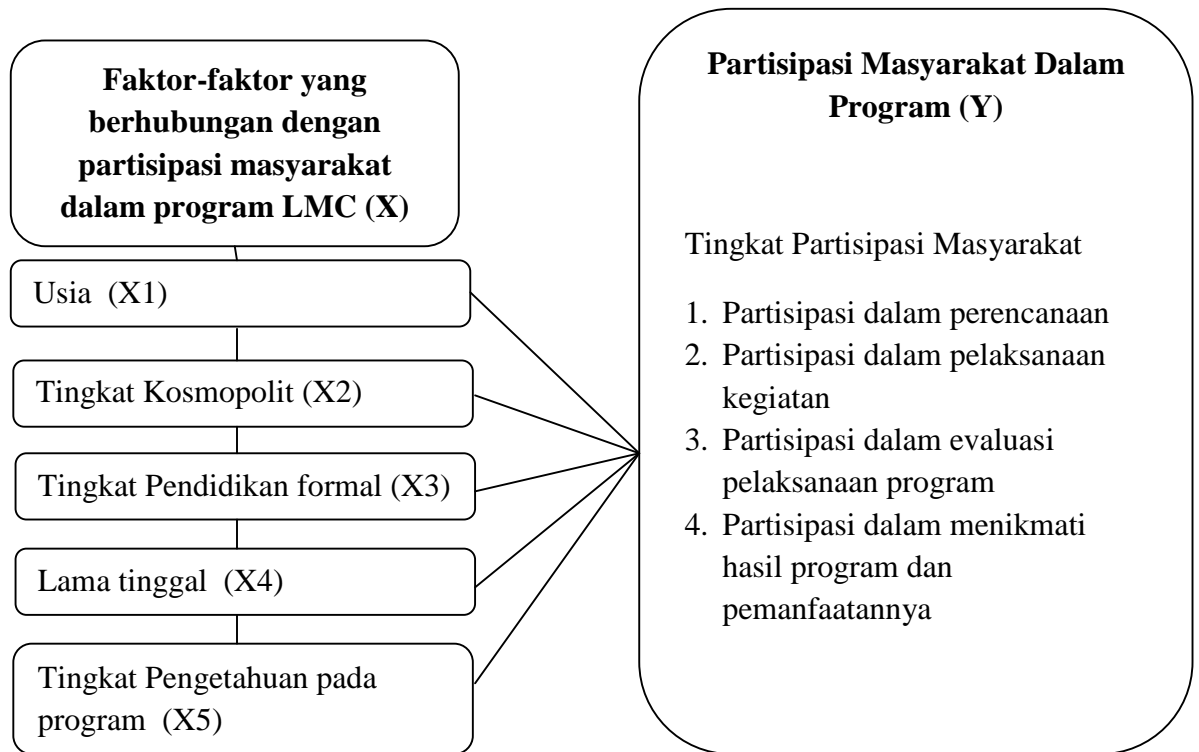 Faktor-faktor yang
berhubungan dengan
partisipasi masyarakat
dalam program LMC (X)
Usia (X1)
Tingkat Kosmopolit (X2)
Tingkat Pendidikan formal (X3)
Lama tinggal (X4)
Tingkat Pengetahuan pada
program (X5)
Partisipasi Masyarakat Dalam
Program (Y)
Tingkat Partisipasi Masyarakat
1. Partisipasi dalam perencanaan
2. Partisipasi dalam pelaksanaan
kegiatan
3. Partisipasi dalam evaluasi
pelaksanaan program
4. Partisipasi dalam menikmati
hasil program dan
pemanfaatannya